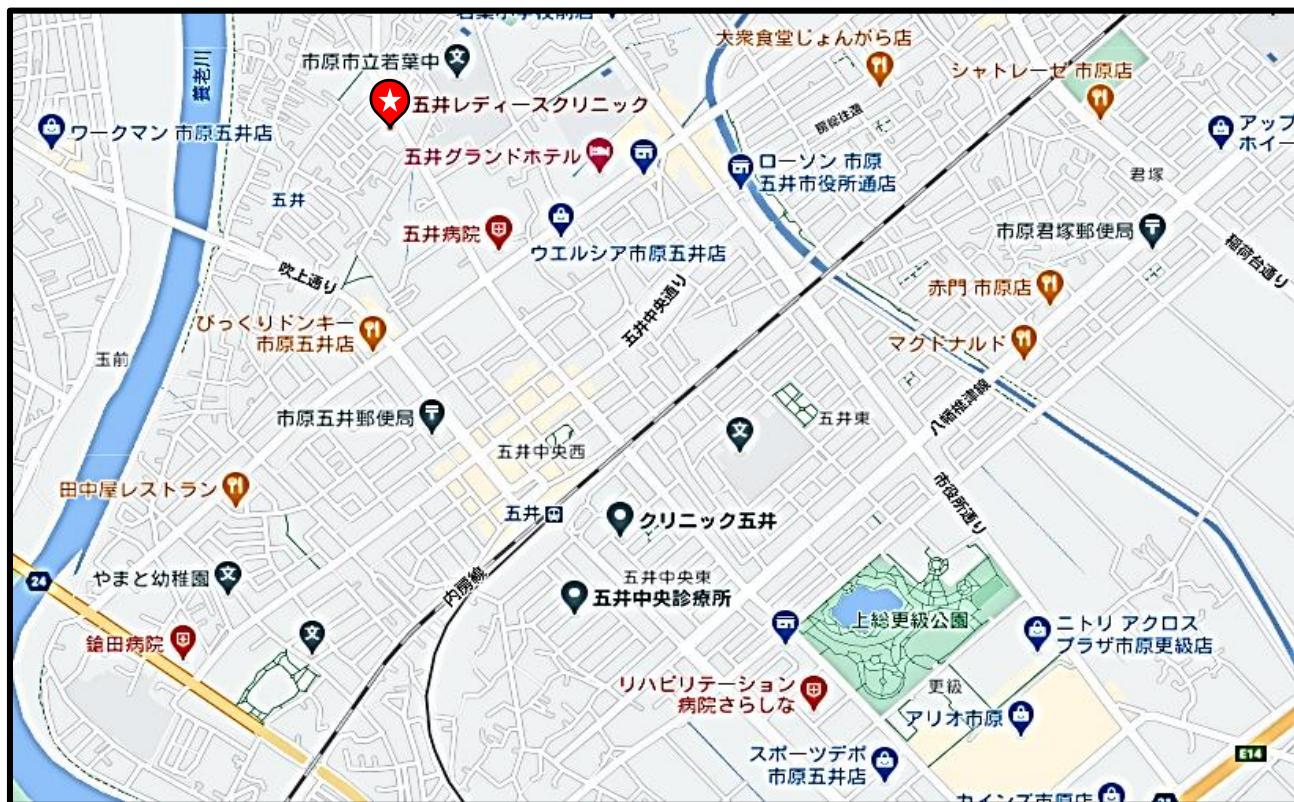 大衆食堂じょんがら店
市原市立若葉中
シャトレーゼ 市原店
養老川
五井レディースクリニック
ワークマン 市原五井店
房総往還
アップ
ホイー
五井グランドホテル
ローソン 市原
五井市役所通店
君塚
五井
五井病院
ウエルシア市原五井店
市原君塚郵便局
稲荷台通り
吹上通り
五井中央通り
赤門 市原店
びっくりドンキー
市原五井店
マクドナルド
玉前
八幡椎津線
市原五井郵便局
五井東
五井中央西
田中屋レストラン
市役所通り
五井
クリニック五井
24
やまと幼稚園
内房線
五井中央東
五井中央診療所
上総更級公園
ニトリ アクロス
プラザ市原更級店
鎗田病院
リハビリテーション
病院さらしな
更級
アリオ市原
スポーツデポ
市原五井店
E14
カインズ市原店